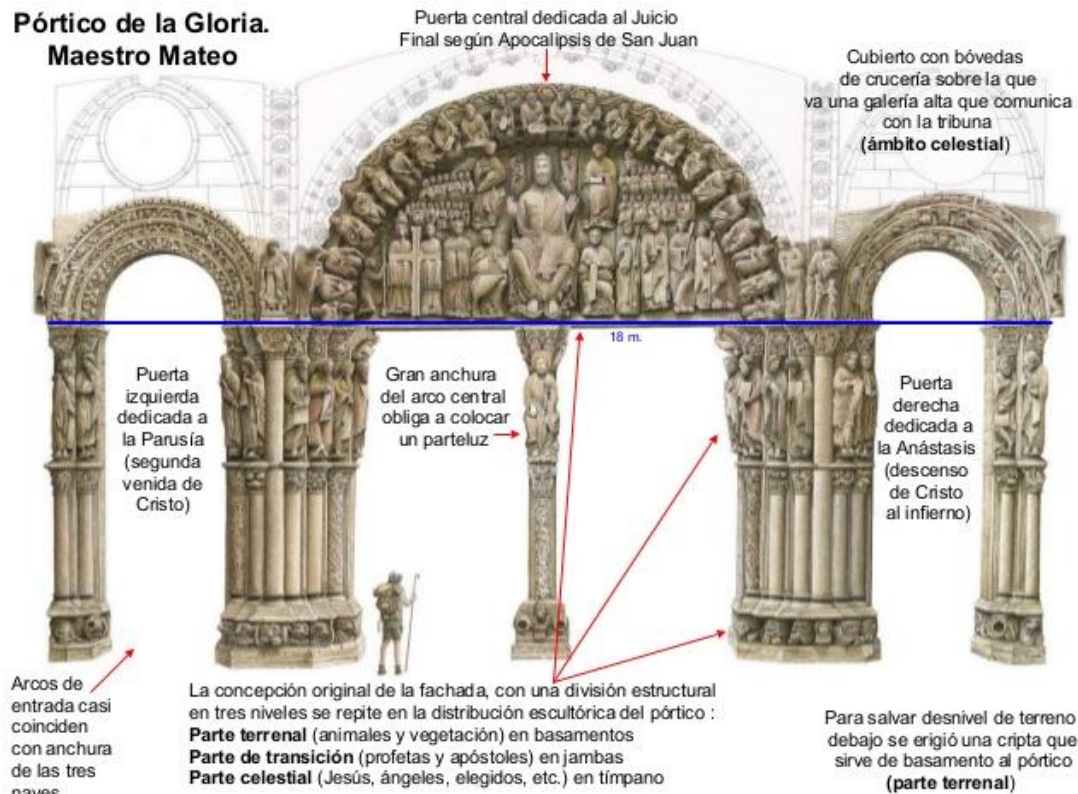 Pórtico de la Gloria.
Maestro Mateo
Puerta central dedicada al Juicio
Final según Apocalipsis de San Juan
Cubierto con bóvedas
de crucería sobre la que
va una galería alta que comunica
con la tribuna
(ámbito celestial)
18 m.
Puerta
izquierda
dedicada a
la Parusía
(segunda
venida de
Cristo)
Gran anchura
del arco central
obliga a colocar
un parteluz
Puerta
derecha
dedicada a
la Anástasis
(descenso
de Cristo
al infierno)
Arcos de
entrada casi
coinciden
con anchura
de las tres
naves
La concepción original de la fachada, con una división estructural
en tres niveles se repite en la distribución escultórica del pórtico :
Parte terrenal (animales y vegetación) en basamentos
Parte de transición (profetas y apóstoles) en jambas
Parte celestial (Jesús, ángeles, elegidos, etc.) en tímpano
Para salvar desnivel de terreno
debajo se erigió una cripta que
sirve de basamento al pórtico
(parte terrenal)